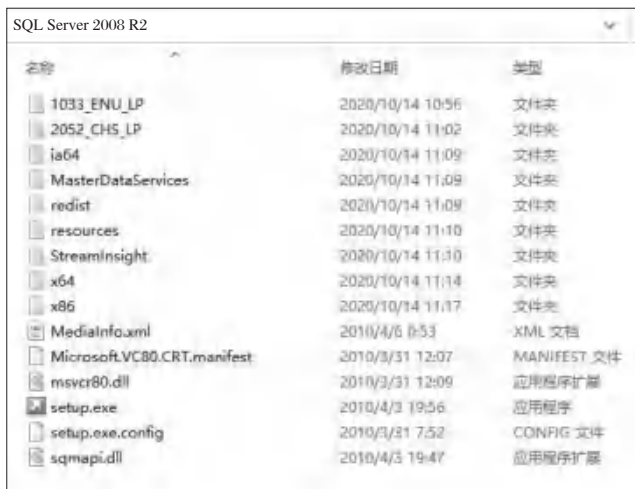 SQL Server 2008 R2
名称 修改日期 类型
1033_ENU_LP 2020/10/14 10:56 文件夹
2052_CHS_LP 2020/10/14 11:02 文件夹
ia64 2020/10/14 11:09 文件夹
MasterDataServices 2020/10/14 11:09 文件夹
redist 2020/10/14 11:09 文件夹
resources 2020/10/14 11:10 文件夹
StreamInsight 2020/10/14 11:10 文件夹
x64 2020/10/14 11:14 文件夹
x86 2020/10/14 11:17 文件夹
MediaInfo.xml 2010/4/6 0:53 XML 文档
Microsoft.VC80.CRT.manifest 2010/3/31 12:07 MANIFEST 文件
msvcr80.dll 2010/3/31 12:09 应用程序扩展
setup.exe 2010/4/3 19:56 应用程序
setup.exe.config 2010/3/31 7:52 CONFIG 文件
sqmapi.dll 2010/4/3 19:47 应用程序扩展